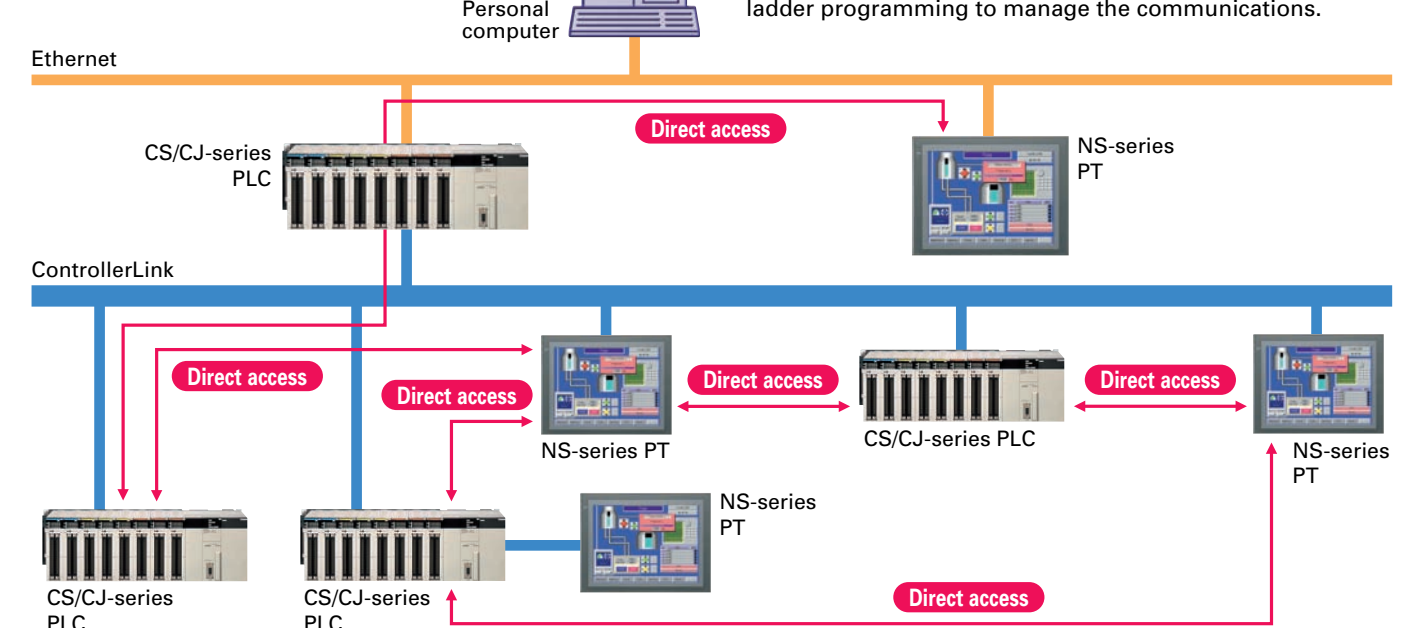 Personal
computer
ladder programming to manage the communications.
Ethernet
Direct access
CS/CJ-series
PLC
NS-series
PT
ControllerLink
Direct access
Direct access
Direct access
Direct access
NS-series PT
CS/CJ-series PLC
NS-series
PT
NS-series
PT
CS/CJ-series
PLC
CS/CJ-series
PLC
Direct access